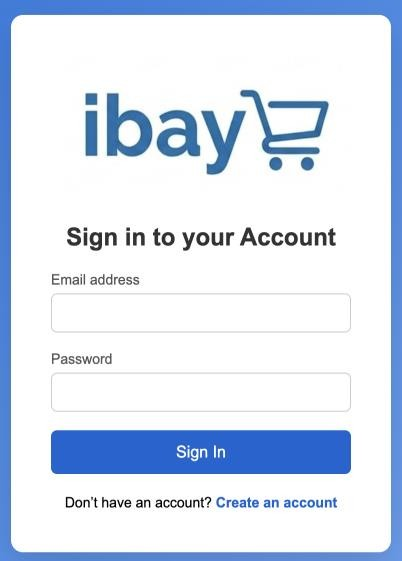 ibay
Sign in to your Account
Email address
Password
Sign In
Don’t have an account? Create an account